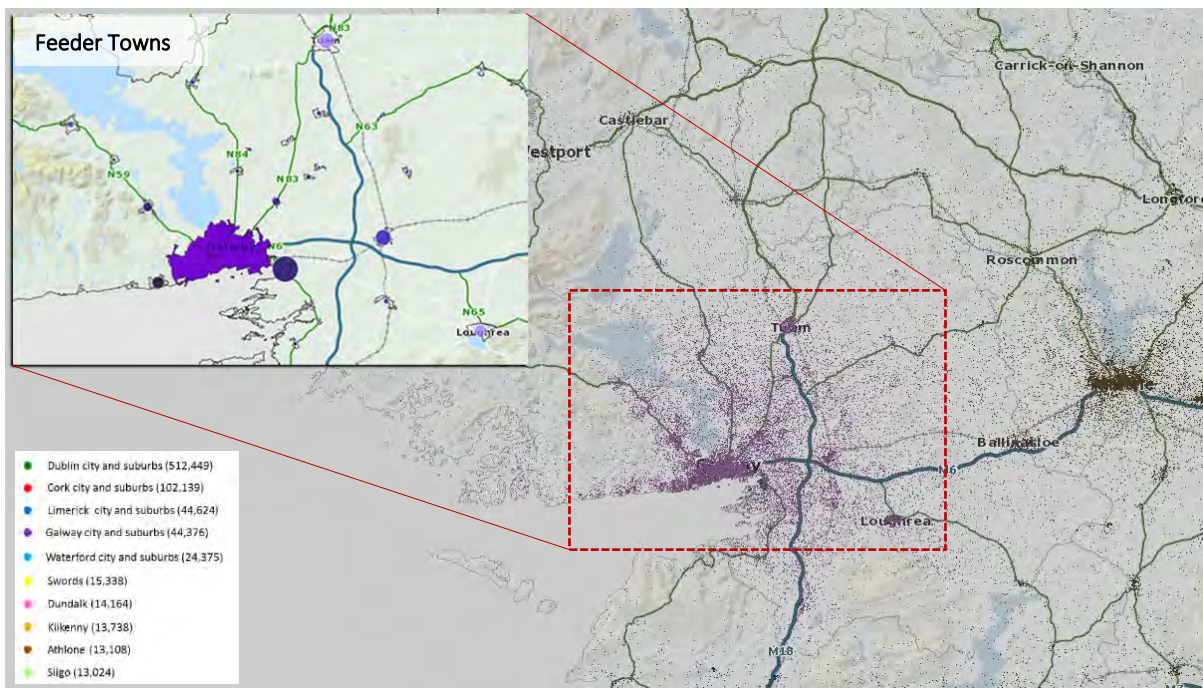 Feeder Towns
N83
Tuam
N63
N84
N59
N83
N6
N65
Loughrea
Carrick-on-Shannon
Castlebar
Westport
Longford
Roscommon
Tuam
Ballinasloe
M6
Loughrea
M18
Dublin city and suburbs (512,449)
Cork city and suburbs (102,139)
Limerick city and suburbs (44,624)
Galway city and suburbs (44,376)
Waterford city and suburbs (24,375)
Swords (15,338)
Dundalk (14,164)
Kilkenny (13,738)
Athlone (13,108)
Sligo (13,024)